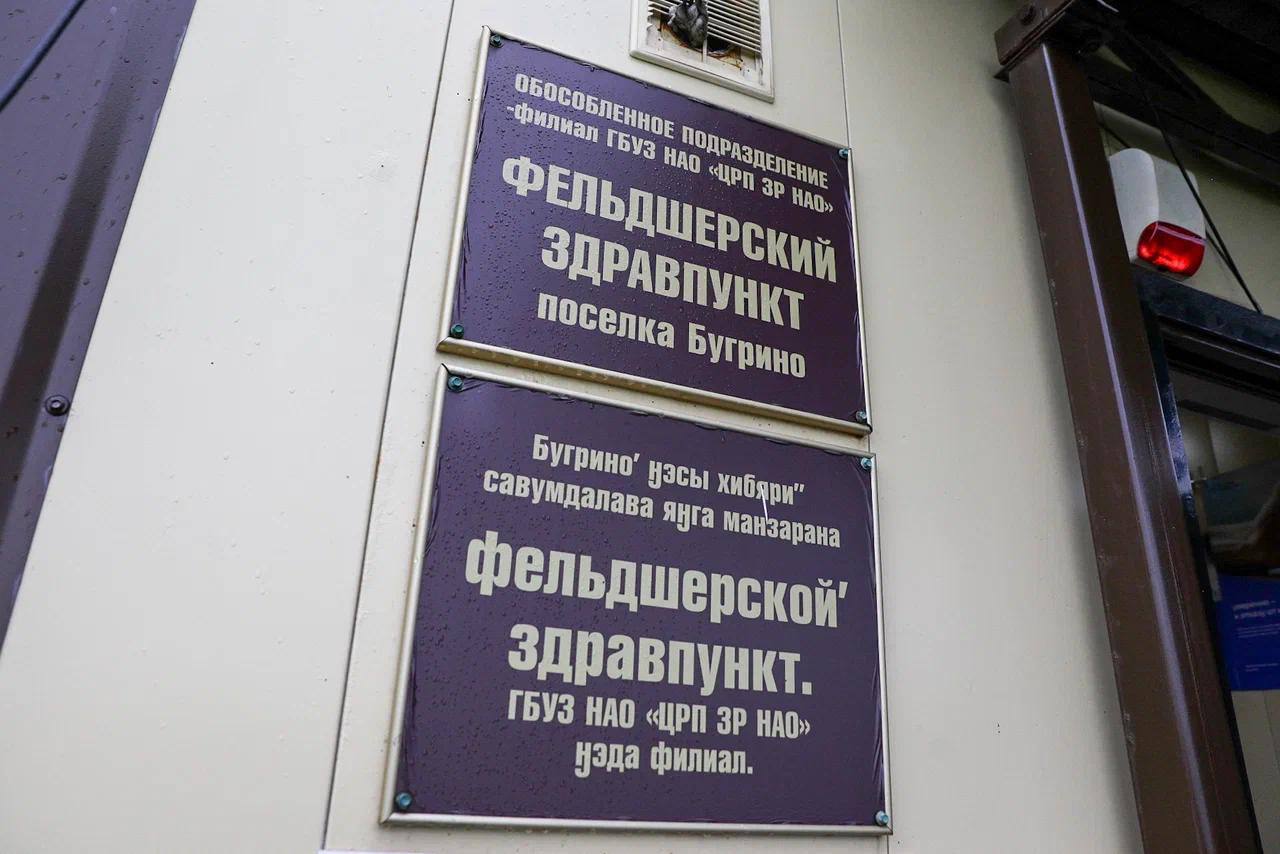 ОБОСОБЛЕННОЕ ПОДРАЗДЕЛЕНИЕ
-филиал ГБУЗ НАО «ЦРП ЗР НАО»
ФЕЛЬДШЕРСКИЙ
ЗДРАВПУНКТ
поселка Бугрино
Бугрино’ ӈэсы хибяри”
савумдалава яӈга манзарана
фельдшерской’
здравпункт.
ГБУЗ НАО «ЦРП ЗР НАО»
ӈэда филиал.